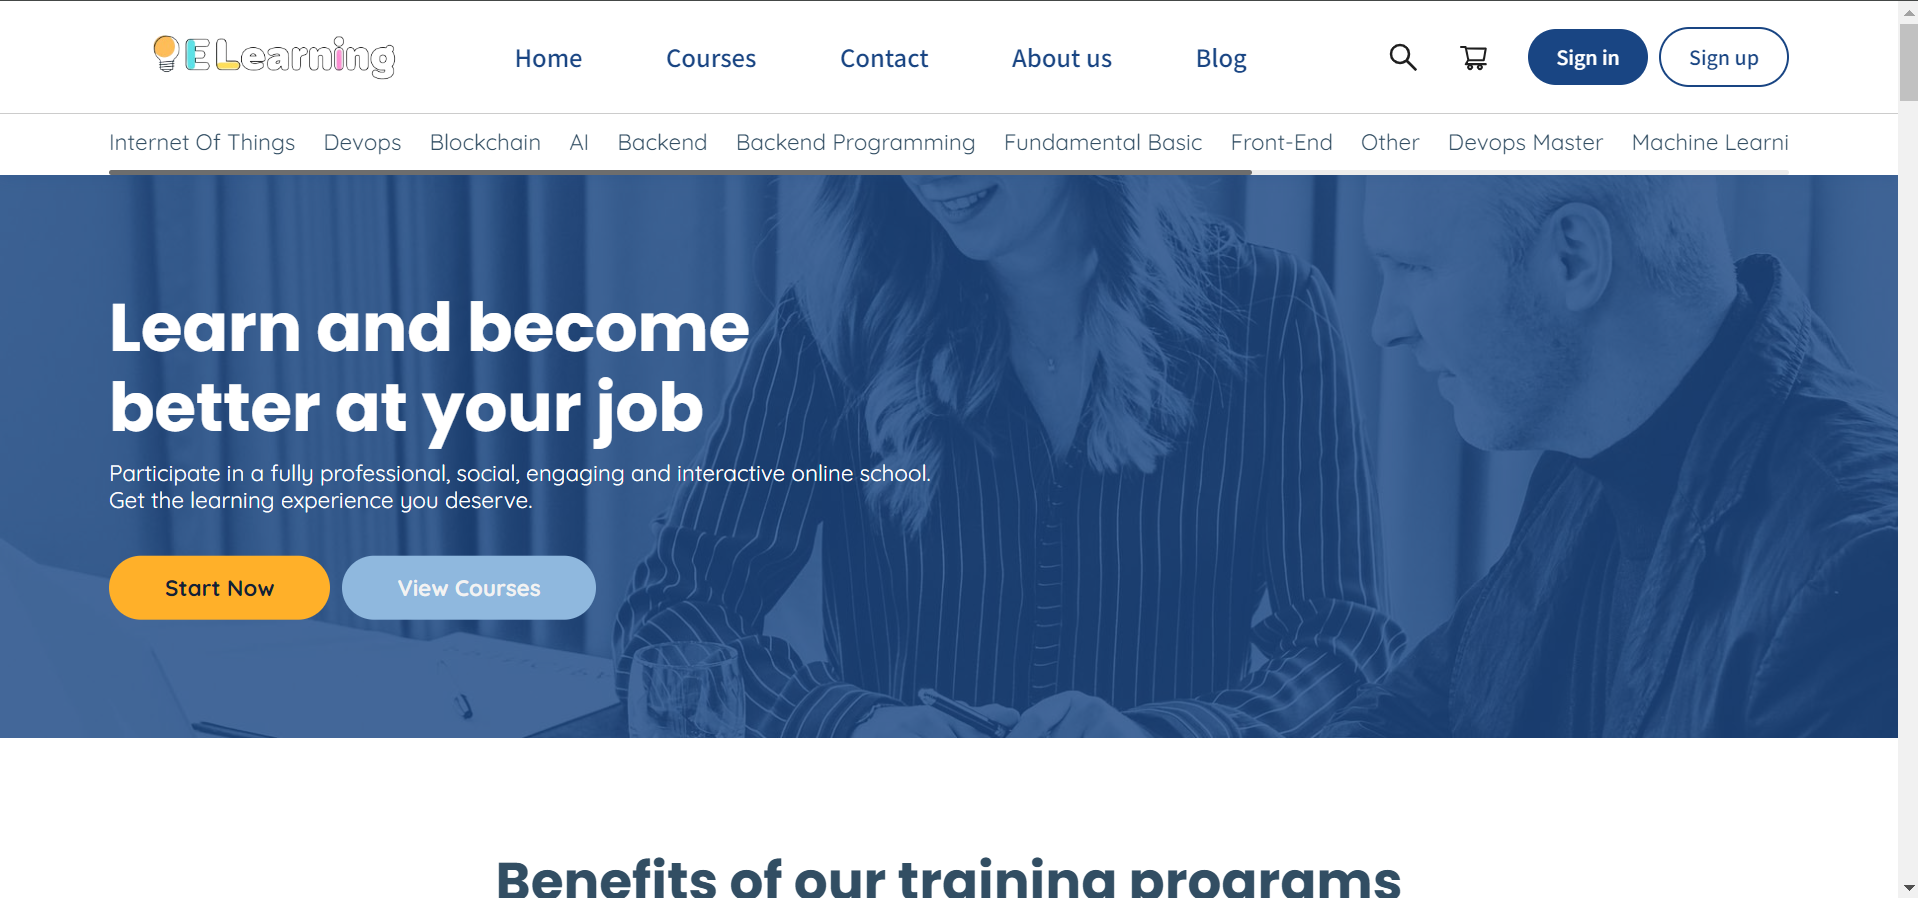 ELearning
Home Courses Contact About us Blog Sign in Sign up
Internet Of Things Devops Blockchain AI Backend Backend Programming Fundamental Basic Front-End Other Devops Master Machine Learni
Learn and become
better at your job
Participate in a fully professional, social, engaging and interactive online school.
Get the learning experience you deserve.
Start Now View Courses
Benefits of our training programs